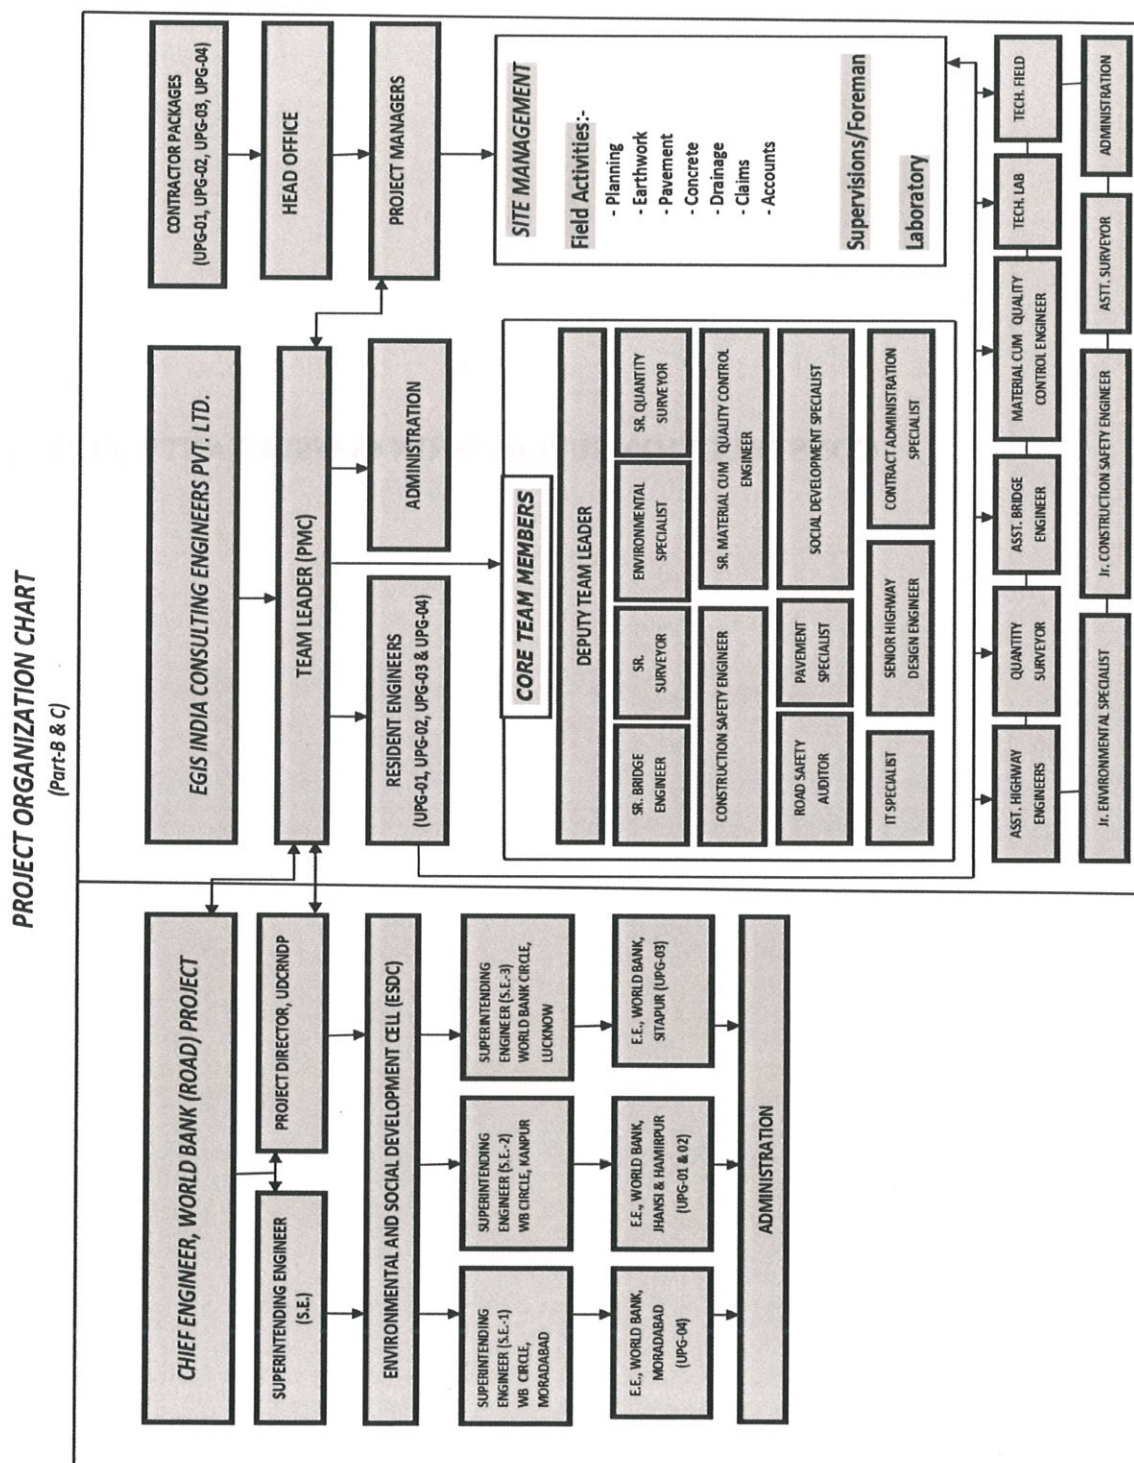 PROJECT ORGANIZATION CHART
(Part-B & C)
CHIEF ENGINEER, WORLD BANK (ROAD) PROJECT
SUPERINTENDING ENGINEER
(S.E.)
PROJECT DIRECTOR, UDCRNDP
ENVIRONMENTAL AND SOCIAL DEVELOPMENT CELL (ESDC)
SUPERINTENDING
ENGINEER (S.E.-1)
WB CIRCLE,
MORADABAD
SUPERINTENDING
ENGINEER (S.E.-2)
WB CIRCLE, KANPUR
SUPERINTENDING
ENGINEER (S.E.-3)
WORLD BANK CIRCLE,
LUCKNOW
E.E., WORLD BANK,
MORADABAD
(UPG-04)
E.E., WORLD BANK,
JHANSI & HAMIRPUR
(UPG-01 & 02)
E.E., WORLD BANK,
SITAPUR (UPG-03)
ADMINISTRATION
EGIS INDIA CONSULTING ENGINEERS PVT. LTD.
TEAM LEADER (PMC)
RESIDENT ENGINEERS
(UPG-01, UPG-02, UPG-03 & UPG-04)
ADMINISTRATION
CORE TEAM MEMBERS
DEPUTY TEAM LEADER
SR. BRIDGE
ENGINEER
SR.
SURVEYOR
ENVIRONMENTAL
SPECIALIST
SR. QUANTITY
SURVEYOR
CONSTRUCTION SAFETY ENGINEER
SR. MATERIAL CUM QUALITY CONTROL
ENGINEER
ROAD SAFETY
AUDITOR
PAVEMENT
SPECIALIST
SOCIAL DEVELOPMENT SPECIALIST
IT SPECIALIST
SENIOR HIGHWAY
DESIGN ENGINEER
CONTRACT ADMINISTRATION
SPECIALIST
CONTRACTOR PACKAGES
(UPG-01, UPG-02, UPG-03, UPG-04)
HEAD OFFICE
PROJECT MANAGERS
SITE MANAGEMENT
Field Activities:-
- Planning
- Earthwork
- Pavement
- Concrete
- Drainage
- Claims
- Accounts
Supervisions/Foreman
Laboratory
ASST. HIGHWAY
ENGINEERS
QUANTITY
SURVEYOR
ASST. BRIDGE
ENGINEER
MATERIAL CUM QUALITY
CONTROL ENGINEER
TECH. LAB
TECH. FIELD
Jr. ENVIRONMENTAL SPECIALIST
Jr. CONSTRUCTION SAFETY ENGINEER
ASTT. SURVEYOR
ADMINISTRATION